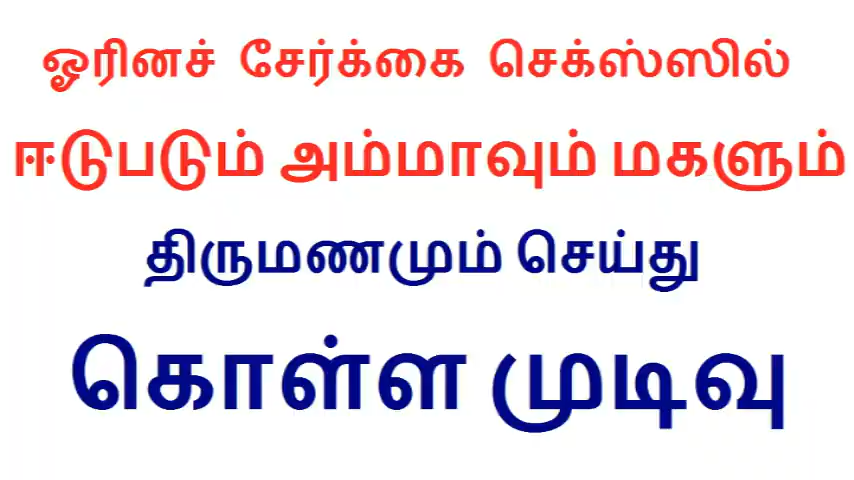 ஓரினச் சேர்க்கை செக்ஸ்ஸில்
ஈடுபடும் அம்மாவும் மகளும்
திருமணமும் செய்து
கொள்ள முடிவு